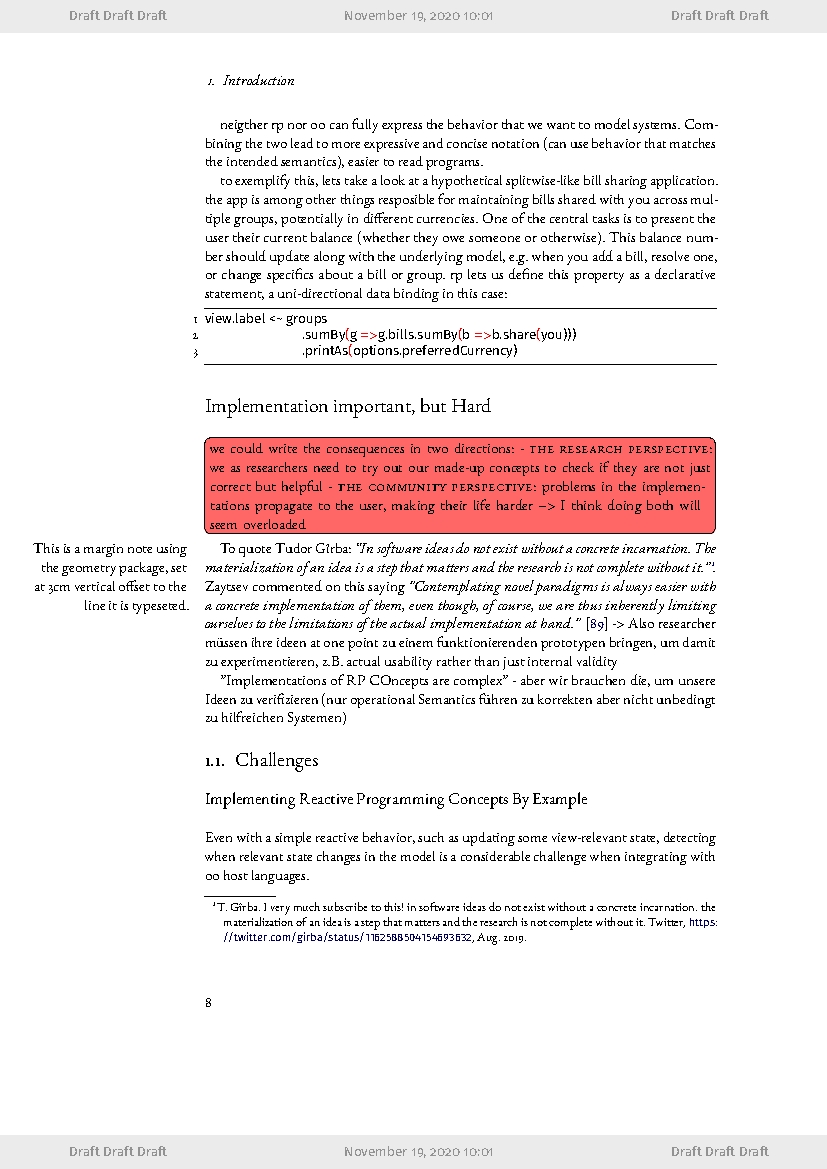 Draft Draft Draft November 19, 2020 10:01 Draft Draft Draft
1. Introduction
neigther rp nor oo can fully express the behavior that we want to model systems. Com-
bining the two lead to more expressive and concise notation (can use behavior that matches
the intended semantics), easier to read programs.
to exemplify this, lets take a look at a hypothetical splitwise-like bill sharing application.
the app is among other things resposible for maintaining bills shared with you across mul-
tiple groups, potentially in different currencies. One of the central tasks is to present the
user their current balance (whether they owe someone or otherwise). This balance num-
ber should update along with the underlying model, e.g. when you add a bill, resolve one,
or change specifics about a bill or group. rp lets us define this property as a declarative
statement, a uni-directional data binding in this case:
1 view.label <~ groups
2 .sumBy(g =>g.bills.sumBy(b =>b.share(you)))
3 .printAs(options.preferredCurrency)
Implementation important, but Hard
we could write the consequences in two directions: - THE RESEARCH PERSPECTIVE:
we as researchers need to try out our made-up concepts to check if they are not just
correct but helpful - THE COMMUNITY PERSPECTIVE: problems in the implemen-
tations propagate to the user, making their life harder –> I think doing both will
seem overloaded
This is a margin note using
the geometry package, set
at 3cm vertical offset to the
line it is typeseted.
To quote Tudor Gîrba: “In software ideas do not exist without a concrete incarnation. The
materialization of an idea is a step that matters and the research is not complete without it.”¹.
Zaytsev commented on this saying “Contemplating novel paradigms is always easier with
a concrete implementation of them, even though, of course, we are thus inherently limiting
ourselves to the limitations of the actual implementation at hand.” [89] -> Also researcher
müssen ihre ideen at one point zu einem funktionierenden prototypen bringen, um damit
zu experimentieren, z.B. actual usability rather than just internal validity
”Implementations of RP COncepts are complex” - aber wir brauchen die, um unsere
Ideen zu verifizieren (nur operational Semantics führen zu korrekten aber nicht unbedingt
zu hilfreichen Systemen)
1.1. Challenges
Implementing Reactive Programming Concepts By Example
Even with a simple reactive behavior, such as updating some view-relevant state, detecting
when relevant state changes in the model is a considerable challenge when integrating with
oo host languages.
¹T. Gîrba. I very much subscribe to this! in software ideas do not exist without a concrete incarnation. the
materialization of an idea is a step that matters and the research is not complete without it. Twitter, https:
//twitter.com/girba/status/1162588504154693632, Aug. 2019.
8
Draft Draft Draft November 19, 2020 10:01 Draft Draft Draft